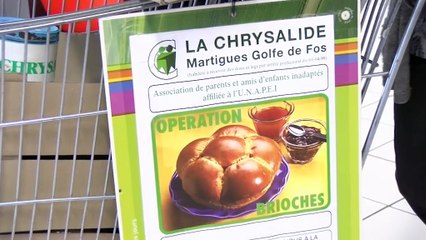 CHRYS
LA CHRYSALIDE
Martigues Golfe de Fos
Association de parents et amis d'enfants inadaptés
affiliée à l'U.N.A.P.E.I
OPERATION
BRIOCHES